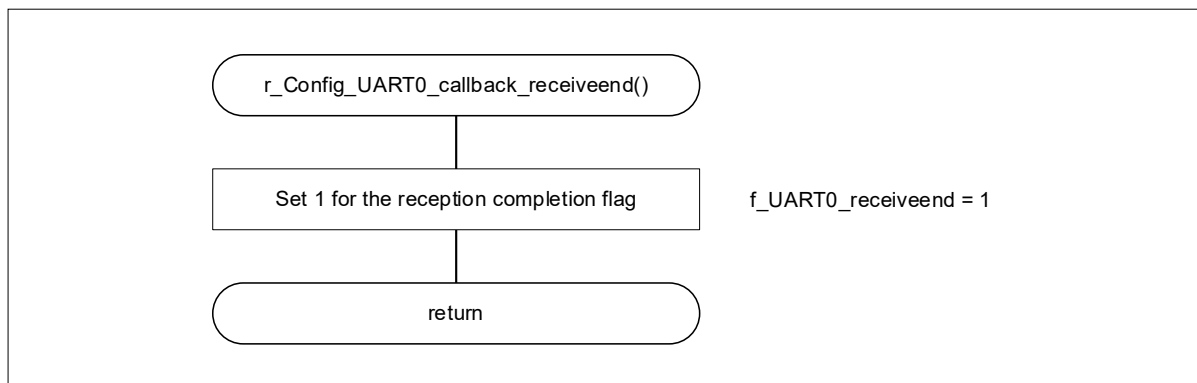 r_Config_UART0_callback_receiveend()
Set 1 for the reception completion flag
f_UART0_receiveend = 1
return